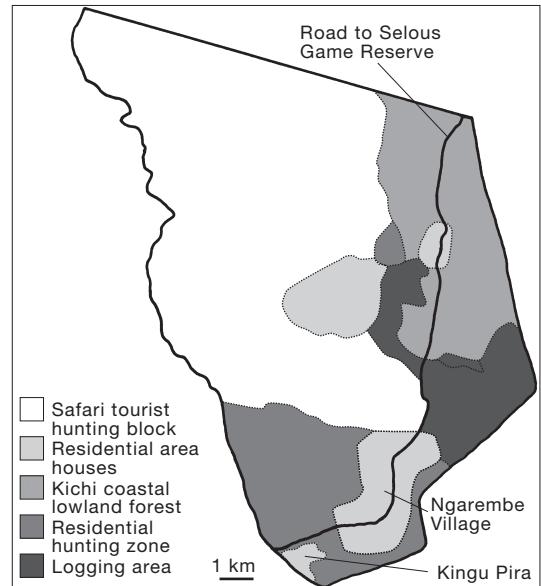 Road to Selous
Game Reserve
Safari tourist
hunting block
Residential area
houses
Kichi coastal
lowland forest
Residential
hunting zone
Logging area
1 km
Ngarembe
Village
Kingu Pira